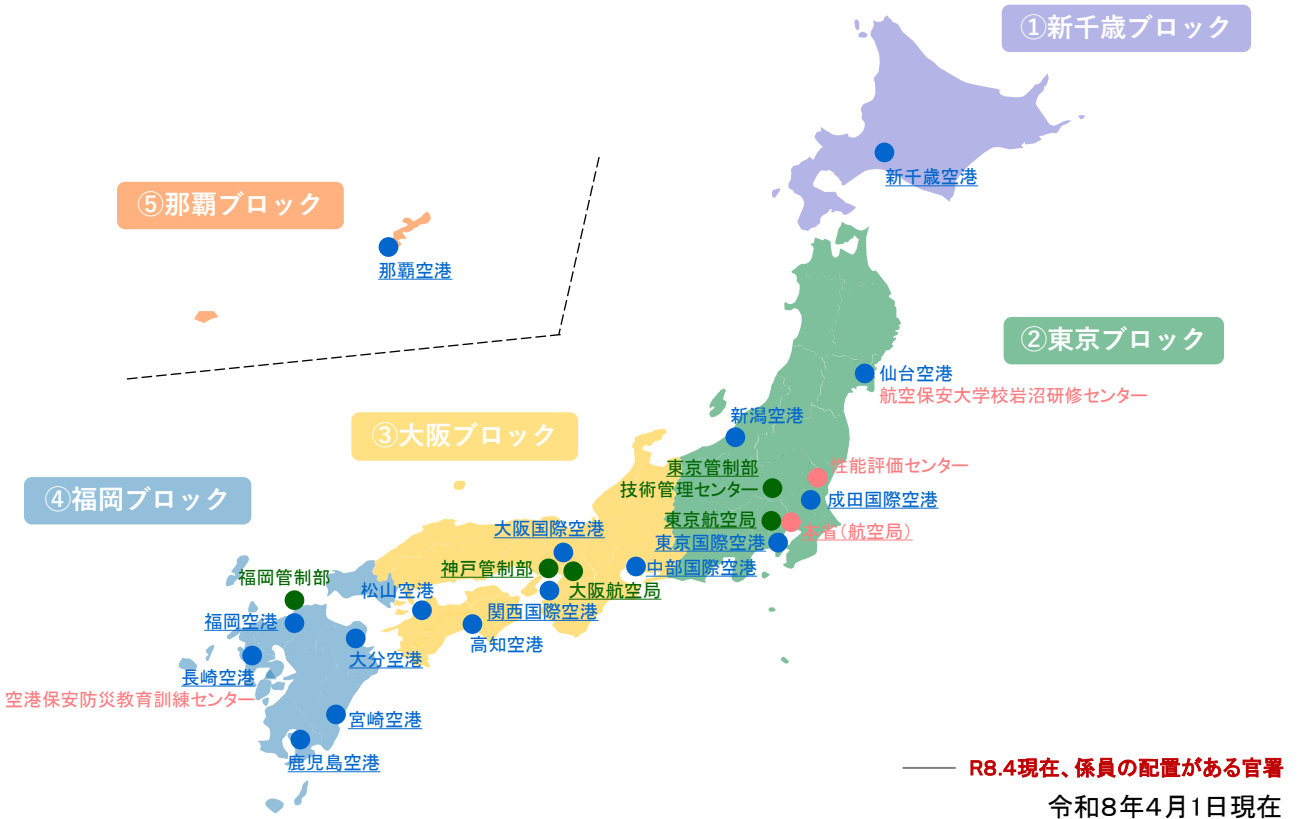 ①新千歳ブロック
新千歳空港
⑤那覇ブロック
那覇空港
②東京ブロック
仙台空港
航空保安大学校岩沼研修センター
新潟空港
③大阪ブロック
東京管制部
性能評価センター
技術管理センター
成田国際空港
④福岡ブロック
東京航空局
本省(航空局)
大阪国際空港
東京国際空港
神戸管制部
中部国際空港
福岡管制部
松山空港
大阪航空局
関西国際空港
福岡空港
高知空港
大分空港
長崎空港
空港保安防災教育訓練センター
宮崎空港
鹿児島空港
R8.4現在、係員の配置がある官署
令和8年4月1日現在